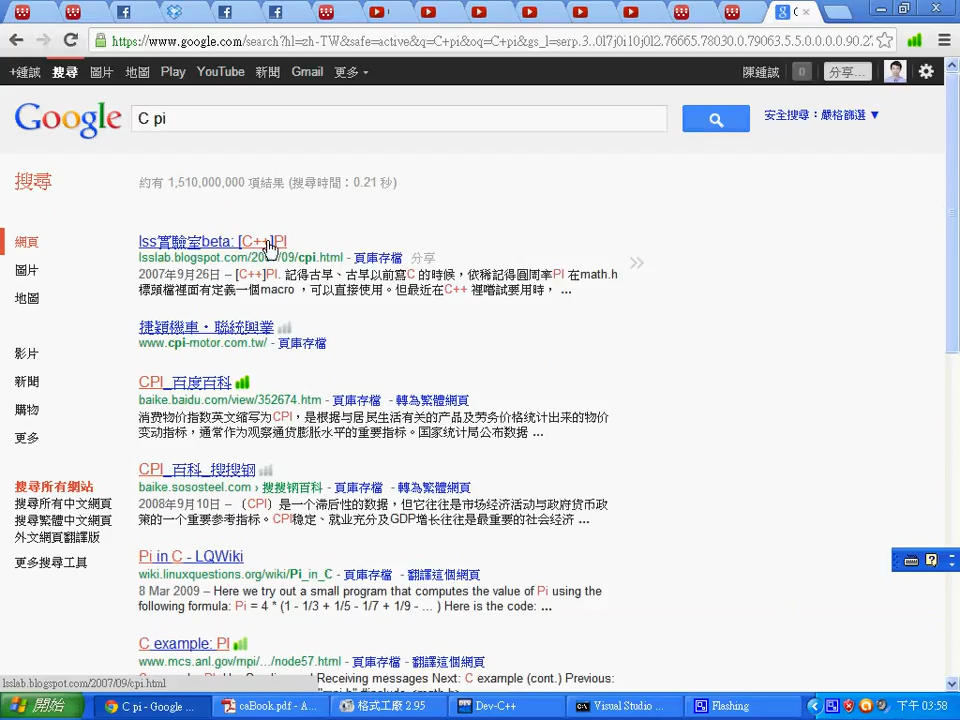 https://www.google.com/search?hl=zh-TW&safe=active&q=C+pi&oq=C+pi&gs_l=serp.3..0l7j0i10j0l2.76665.78030.0.79063.5.5.0.0.0.0.90.2
+鍾誠 搜尋 圖片 地圖 Play YouTube 新聞 Gmail 更多
陳鍾誠 0 分享...
Google C pi 安全搜尋：嚴格篩選 ▼
搜尋 約有 1,510,000,000 項結果 (搜尋時間：0.21 秒)
網頁
圖片
地圖
影片
新聞
購物
更多
搜尋所有網站
搜尋所有中文網頁
搜尋繁體中文網頁
外文網頁翻譯版
更多搜尋工具
lss實驗室beta: [C++]PI
lsslab.blogspot.com/2007/09/cpi.html - 頁庫存檔 分享
2007年9月26日 – [C++]PI. 記得古早、古早以前寫C 的時候，依稀記得圓周率PI 在math.h
標頭檔裡面有定義一個macro ，可以直接使用。但最近在C++ 裡嚐試要用時， ...
捷穎機車‧聯統興業
www.cpi-motor.com.tw/ - 頁庫存檔
CPI_百度百科
baike.baidu.com/view/352674.htm - 頁庫存檔 - 轉為繁體網頁
消费物价指数英文缩写为CPI，是根据与居民生活有关的产品及劳务价格统计出来的物价
变动指标，通常作为观察通货膨胀水平的重要指标。国家统计局公布数据 ...
CPI_百科_搜搜钢
baike.sososteel.com › 搜搜钢百科 - 頁庫存檔 - 轉為繁體網頁
2008年9月10日 – 〔CPI〕是一个滞后性的数据，但它往往是市场经济活动与政府货币政
策的一个重要参考指标。CPI稳定、就业充分及GDP增长往往是最重要的社会经济 ...
Pi in C - LQWiki
wiki.linuxquestions.org/wiki/Pi_in_C - 頁庫存檔 - 翻譯這個網頁
8 Mar 2009 – Here we try out a small program that computes the value of Pi using the
following formula: Pi = 4 * (1 - 1/3 + 1/5 - 1/7 + 1/9 - ... ) Here is the code: ...
C example: PI
www.mcs.anl.gov/mpi/.../node57.html - 頁庫存檔 - 翻譯這個網頁
Receiving messages Next: C example (cont.) Previous:
lsslab.blogspot.com/2007/09/cpi.html
開始 C pi - Google ... caBook.pdf - A... 格式工廠 2.95 Dev-C++ Visual Studio ... Flashing 下午 03:58